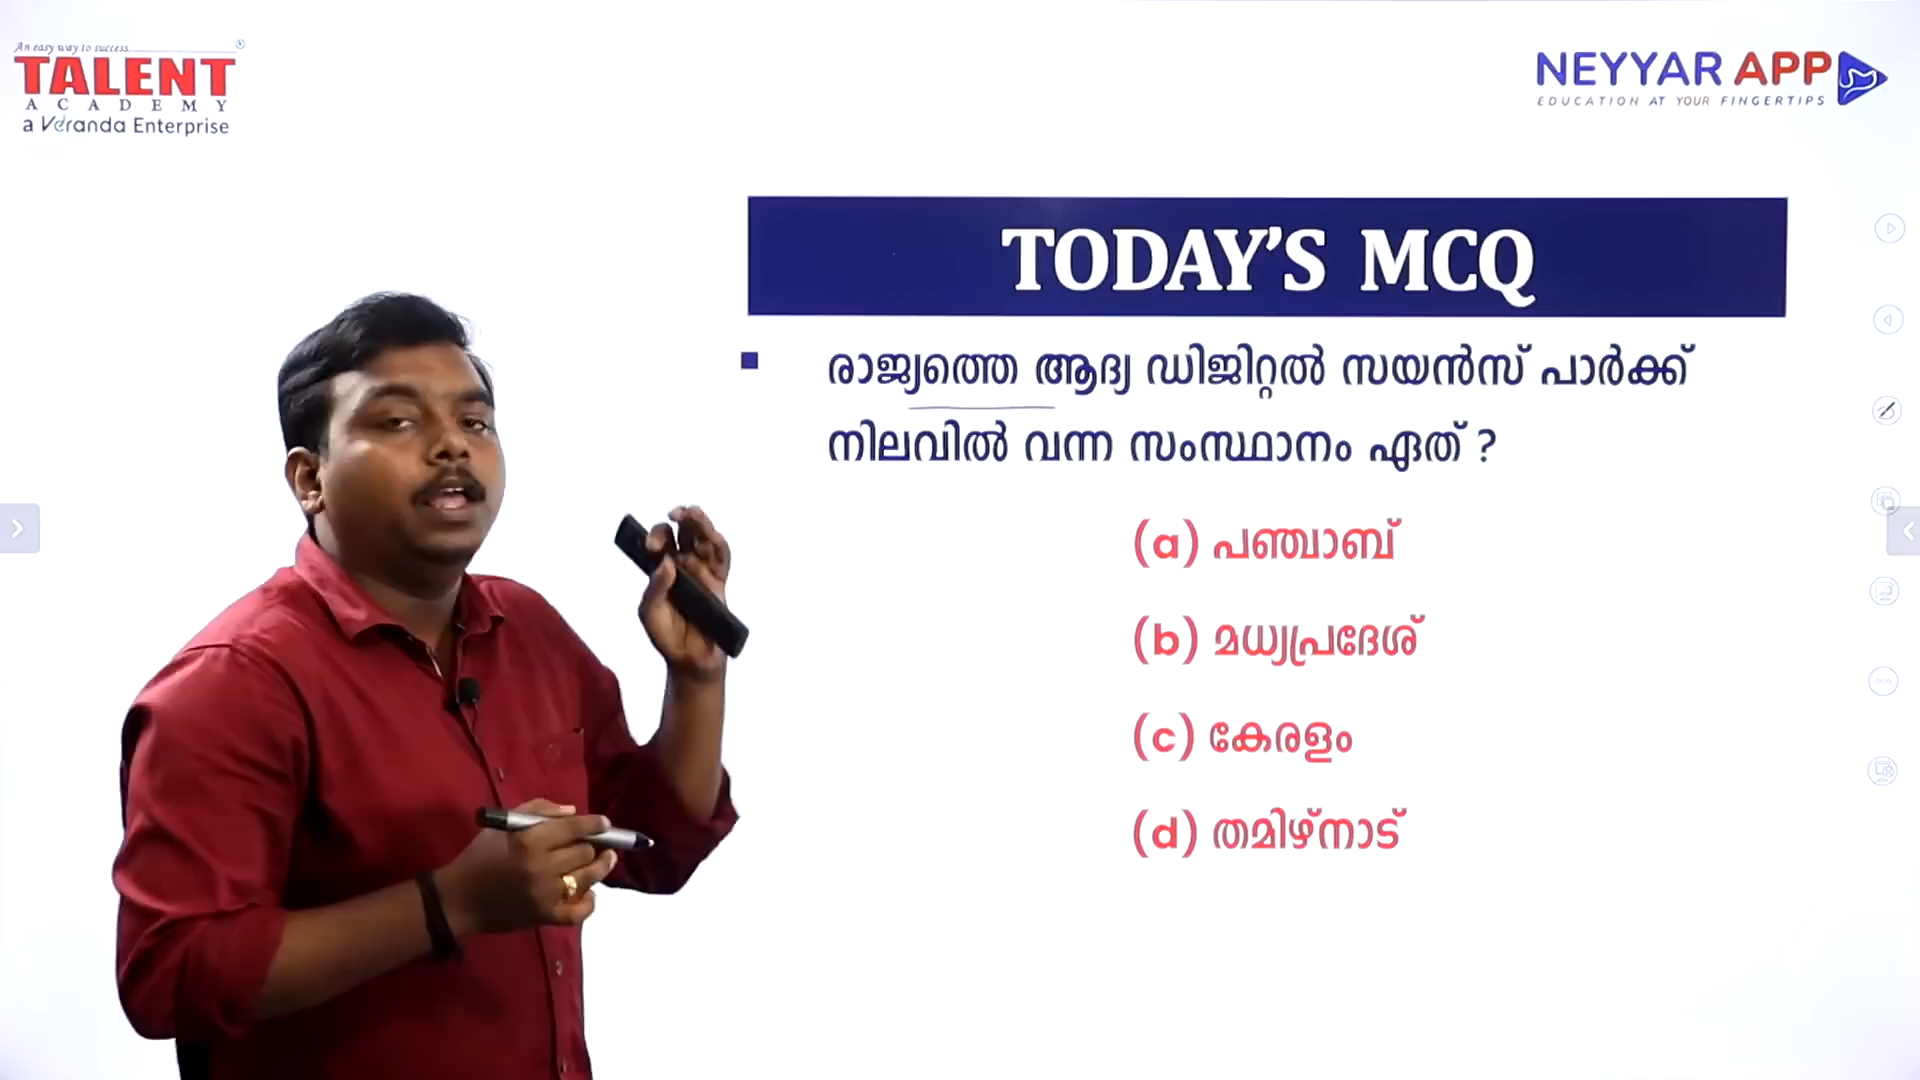 An easy way to success
TALENT
ACADEMY
a Veranda Enterprise
NEYYAR APP
EDUCATION AT YOUR FINGERTIPS
TODAY'S MCQ
രാജ്യത്തെ ആദ്യ ഡിജിറ്റൽ സയൻസ് പാർക്ക്
നിലവിൽ വന്ന സംസ്ഥാനം ഏത് ?
(a) പഞ്ചാബ്
(b) മധ്യപ്രദേശ്
(c) കേരളം
(d) തമിഴ്നാട്